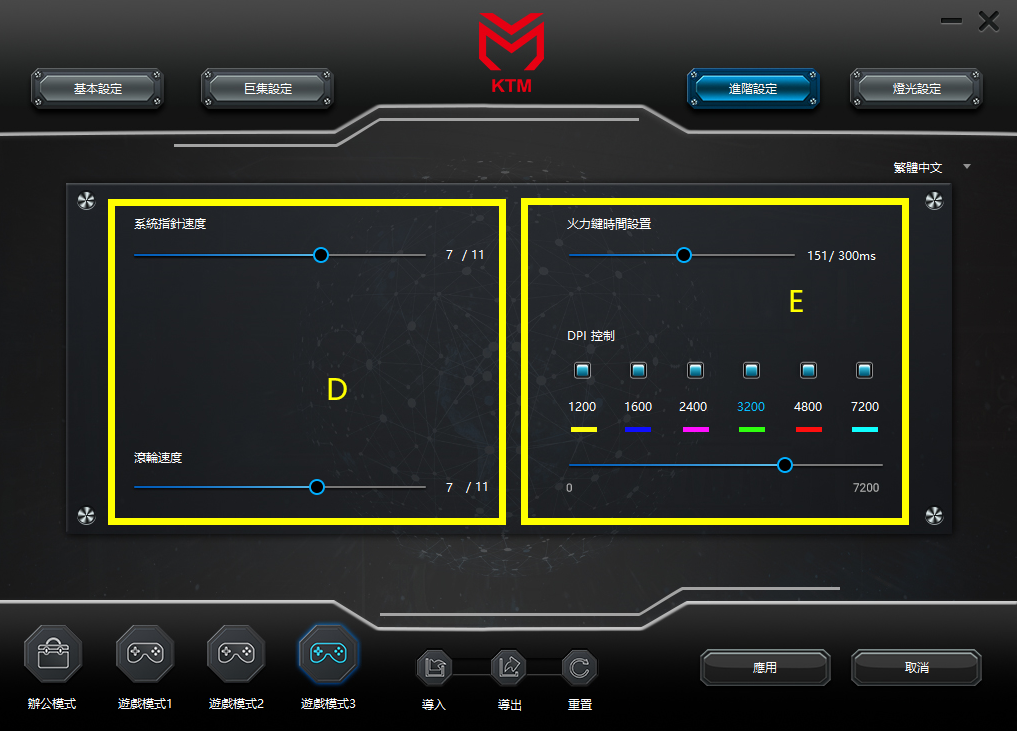 KTM
基本設定
巨集設定
進階設定
燈光設定
繁體中文
系統指針速度
7 / 11
D
滾輪速度
7 / 11
火力鍵時間設置
151/ 300ms
E
DPI 控制
1200 1600 2400 3200 4800 7200
0 7200
辦公模式
遊戲模式1
遊戲模式2
遊戲模式3
導入
導出
重置
應用
取消